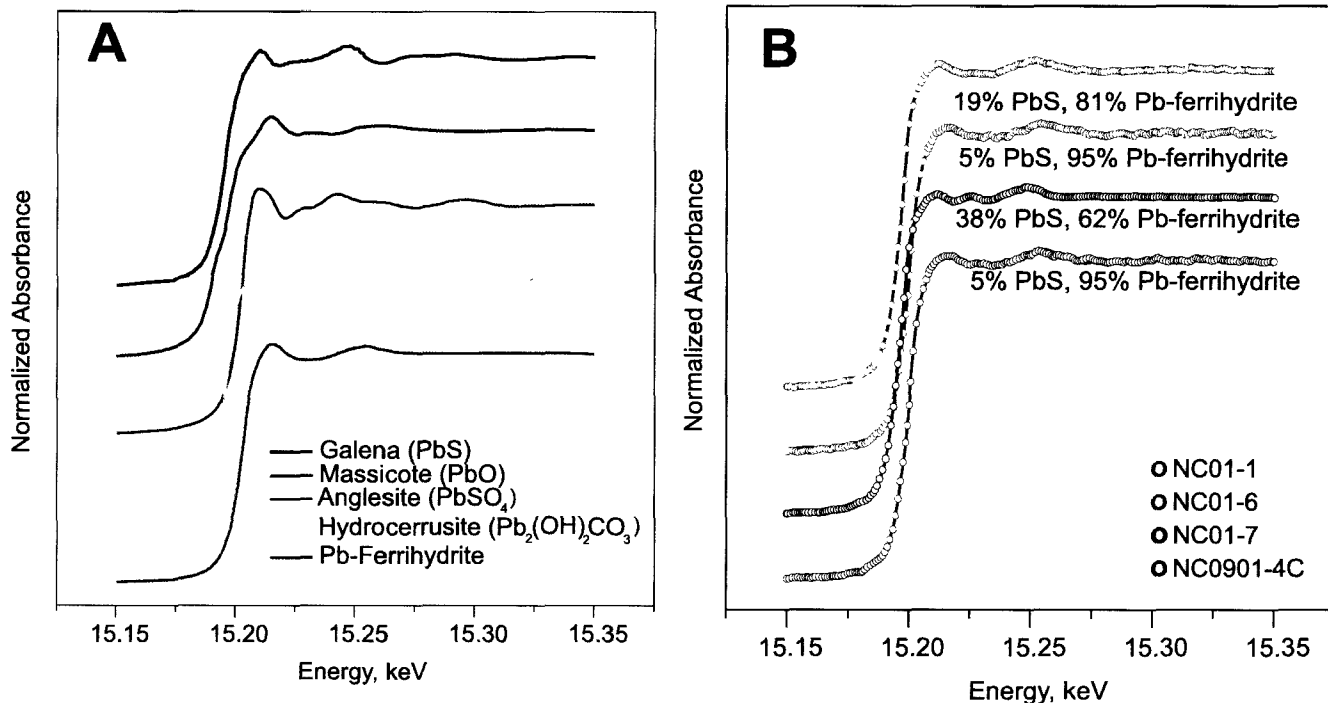 A
Normalized Absorbance
Galena (PbS)
Massicote (PbO)
Anglesite (PbSO₄)
Hydrocerrusite (Pb₂(OH)₂CO₃)
Pb-Ferrihydrite
15.15 15.20 15.25 15.30 15.35
Energy, keV
B
Normalized Absorbance
19% PbS, 81% Pb-ferrihydrite
5% PbS, 95% Pb-ferrihydrite
38% PbS, 62% Pb-ferrihydrite
5% PbS, 95% Pb-ferrihydrite
NC01-1
NC01-6
NC01-7
NC0901-4C
15.15 15.20 15.25 15.30 15.35
Energy, keV